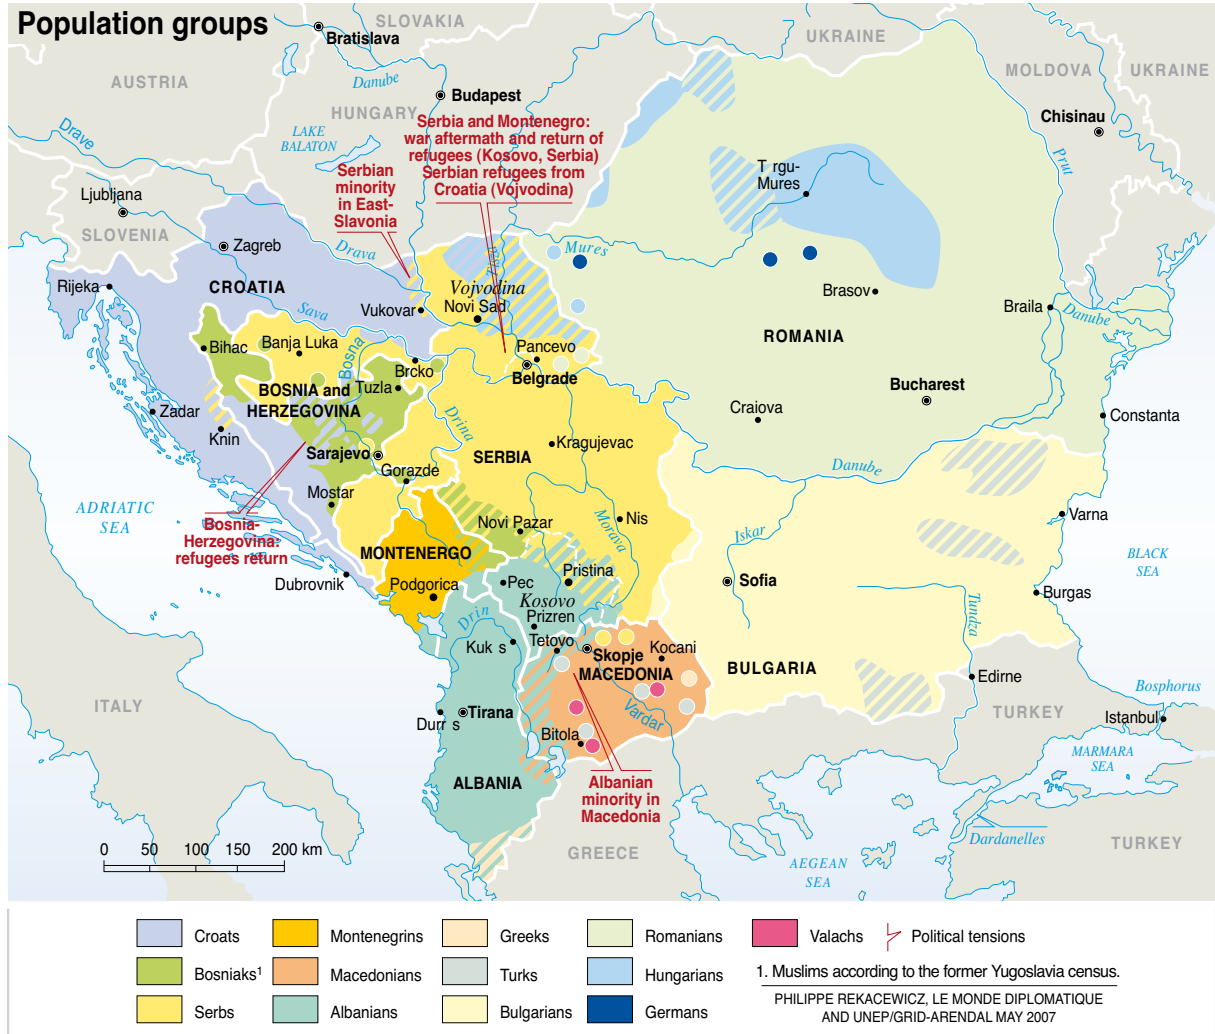 Population groups
SLOVAKIA
Bratislava
UKRAINE
AUSTRIA
Danube
MOLDOVA
UKRAINE
Budapest
HUNGARY
Chisinau
Drave
LAKE
BALATON
Serbia and Montenegro:
war aftermath and return of
refugees (Kosovo, Serbia)
Serbian refugees from
Croatia (Vojvodina)
Prut
Serbian
minority
in East-
Slavonia
T rgu-
Mures
Ljubljana
SLOVENIA
Zagreb
Drava
Mures
Tisza
Rijeka
CROATIA
Vojvodina
Novi Sad
Brasov
Braila
Danube
Sava
Vukovar
ROMANIA
Bihac
Banja Luka
Bosna
Pancevo
Belgrade
Brcko
BOSNIA and
HERZEGOVINA
Tuzla
Bucharest
Zadar
Craiova
Constanta
Knin
Drina
Kragujevac
Sarajevo
SERBIA
Danube
Gorazde
Mostar
ADRIATIC
SEA
Bosnia-
Herzegovina:
refugees return
Novi Pazar
Morava
Nis
Iskar
Varna
MONTENERGO
BLACK
SEA
Dubrovnik
Podgorica
Pec
Pristina
Kosovo
Sofia
Burgas
Drin
Prizren
Tundza
Kuk s
Tetovo
Skopje
Kocani
MACEDONIA
BULGARIA
Edirne
Bosphorus
ITALY
Tirana
Durr s
Vardar
TURKEY
Istanbul
Bitola
MARMARA
SEA
ALBANIA
Albanian
minority in
Macedonia
Dardanelles
GREECE
TURKEY
AEGEAN
SEA
0 50 100 150 200 km
Croats
Montenegrins
Greeks
Romanians
Valachs
Political tensions
Bosniaks¹
Macedonians
Turks
Hungarians
1. Muslims according to the former Yugoslavia census.
Serbs
Albanians
Bulgarians
Germans
PHILIPPE REKACEWICZ, LE MONDE DIPLOMATIQUE
AND UNEP/GRID-ARENDAL MAY 2007